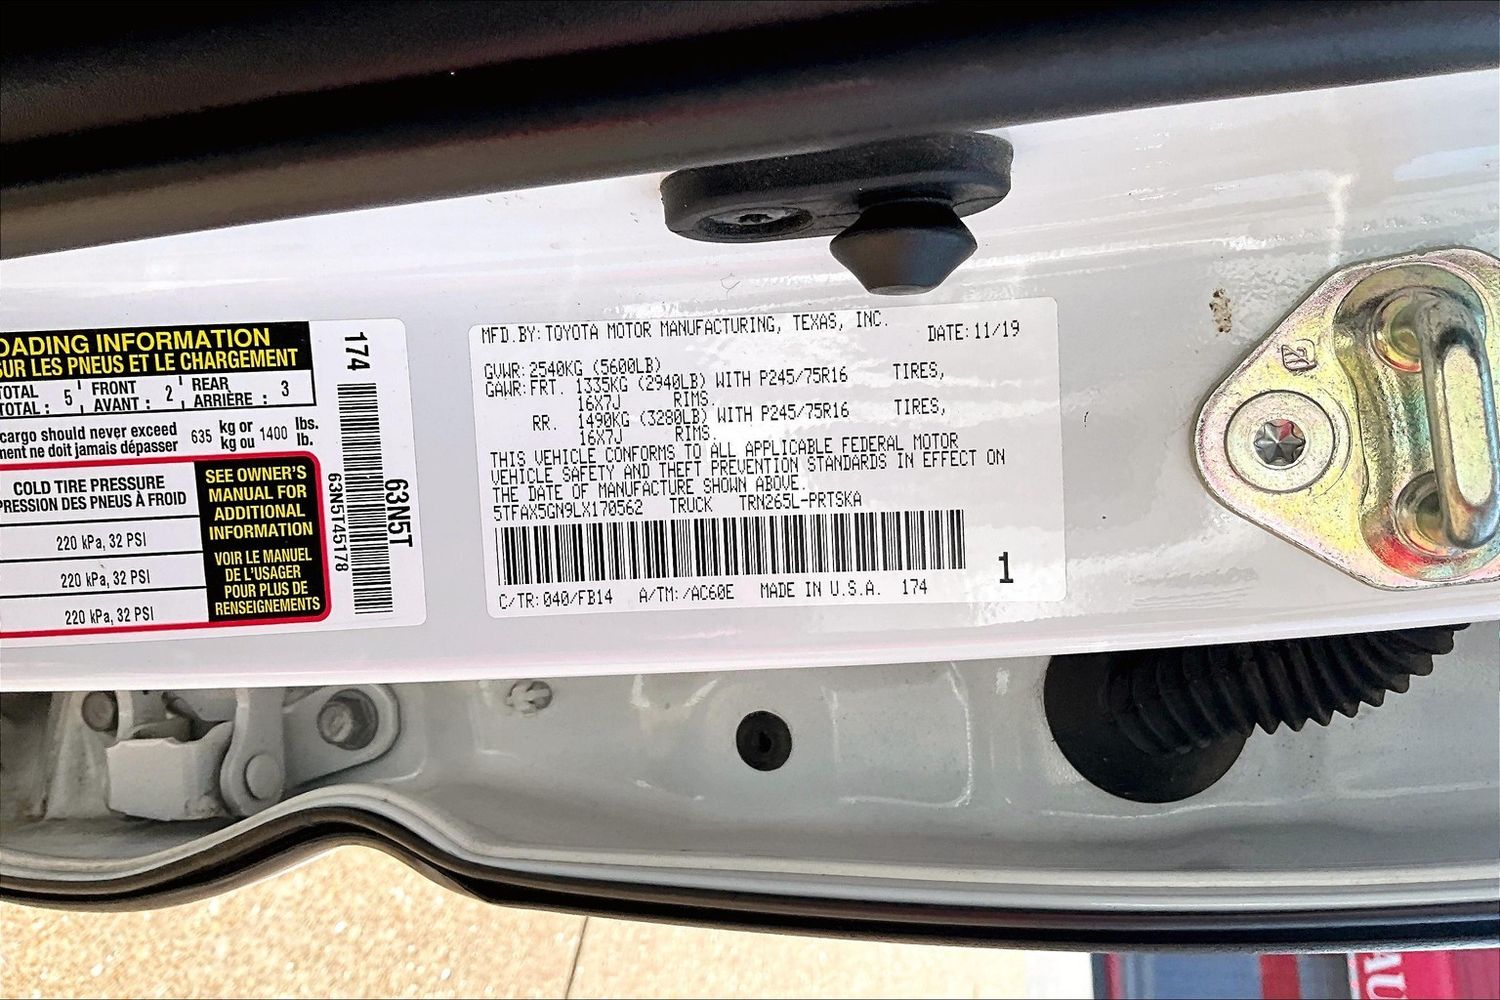 OADING INFORMATION
SUR LES PNEUS ET LE CHARGEMENT
TOTAL 5 FRONT 2 REAR 3
TOTAL : AVANT : ARRIÈRE :
cargo should never exceed 635 kg or 1400 lbs.
ment ne doit jamais dépasser kg ou lb.
COLD TIRE PRESSURE
PRESSION DES PNEUS À FROID
220 kPa, 32 PSI
220 kPa, 32 PSI
220 kPa, 32 PSI
SEE OWNER'S
MANUAL FOR
ADDITIONAL
INFORMATION
VOIR LE MANUEL
DE L'USAGER
POUR PLUS DE
RENSEIGNEMENTS
174
63N5T
63N5T45178
MFD.BY:TOYOTA MOTOR MANUFACTURING, TEXAS, INC. DATE:11/19
GVWR:2540KG (5600LB)
GAWR:FRT. 1335KG (2940LB) WITH P245/75R16 TIRES,
16X7J RIMS.
RR. 1490KG (3280LB) WITH P245/75R16 TIRES,
16X7J RIMS.
THIS VEHICLE CONFORMS TO ALL APPLICABLE FEDERAL MOTOR
VEHICLE SAFETY AND THEFT PREVENTION STANDARDS IN EFFECT ON
THE DATE OF MANUFACTURE SHOWN ABOVE.
5TFAX5GN9LX170562 TRUCK TRN265L-PRTSKA
1
C/TR:040/FB14 A/TM:/AC60E MADE IN U.S.A. 174
AU